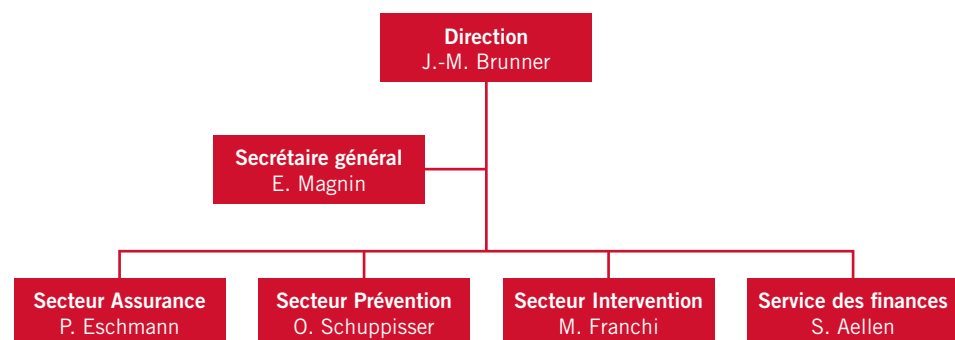 Direction
J.-M. Brunner
Secrétaire général
E. Magnin
Secteur Assurance
P. Eschmann
Secteur Prévention
O. Schuppisser
Secteur Intervention
M. Franchi
Service des finances
S. Aellen